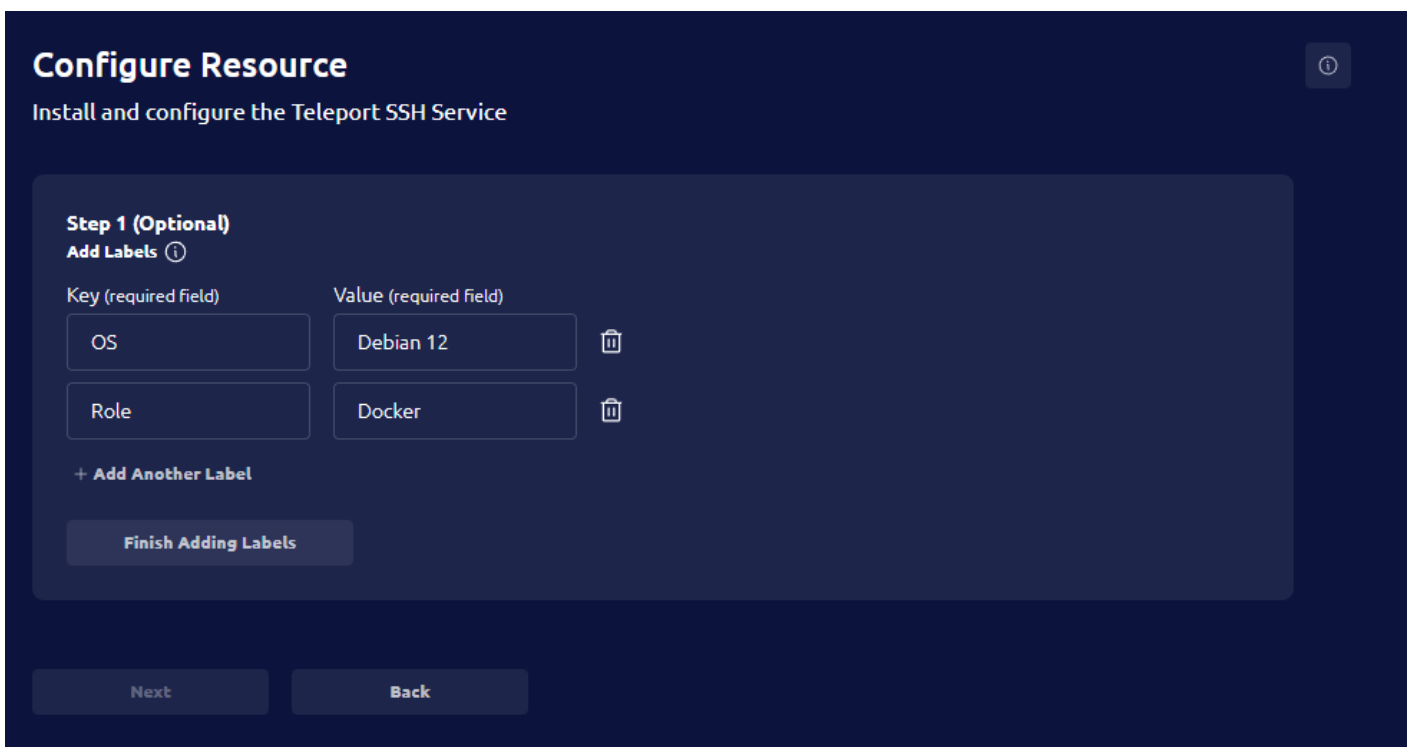 Configure Resource
Install and configure the Teleport SSH Service
Step 1 (Optional)
Add Labels
Key (required field) Value (required field)
OS Debian 12
Role Docker
+ Add Another Label
Finish Adding Labels
Next Back